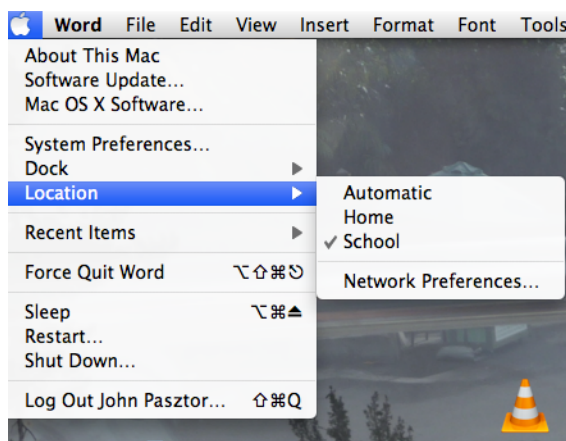 Word File Edit View Insert Format Font Tools
About This Mac
Software Update...
Mac OS X Software...
System Preferences...
Dock
Location
Automatic
Home
✓ School
Network Preferences...
Recent Items
Force Quit Word ⌥⇧⌘⎋
Sleep ⌥⌘⏏
Restart...
Shut Down...
Log Out John Pasztor... ⇧⌘Q